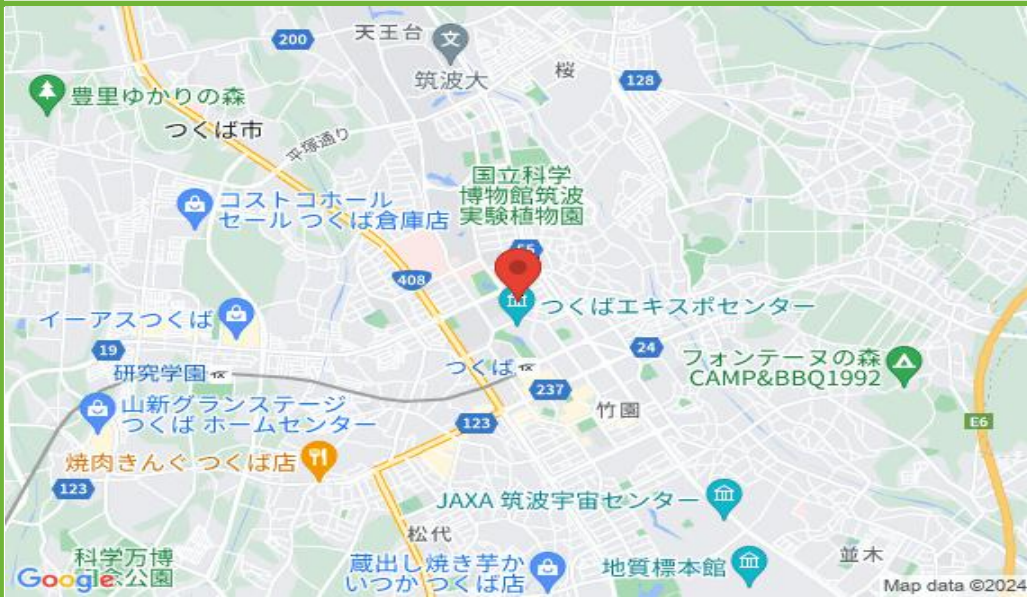 200
天王台
文
筑波大
桜
128
豊里ゆかりの森
つくば市
平塚通り
国立科学
博物館筑波
実験植物園
コストコホール
セール つくば倉庫店
55
408
つくばエキスポセンター
イーアスつくば
19
研究学園
つくば
24
フォンテーヌの森
CAMP&BBQ1992
237
竹園
山新グランステージ
つくば ホームセンター
123
E6
焼肉きんぐ つくば店
123
JAXA 筑波宇宙センター
松代
蔵出し焼き芋か
いつか つくば店
地質標本館
並木
科学万博
公園
Google
Map data ©2024